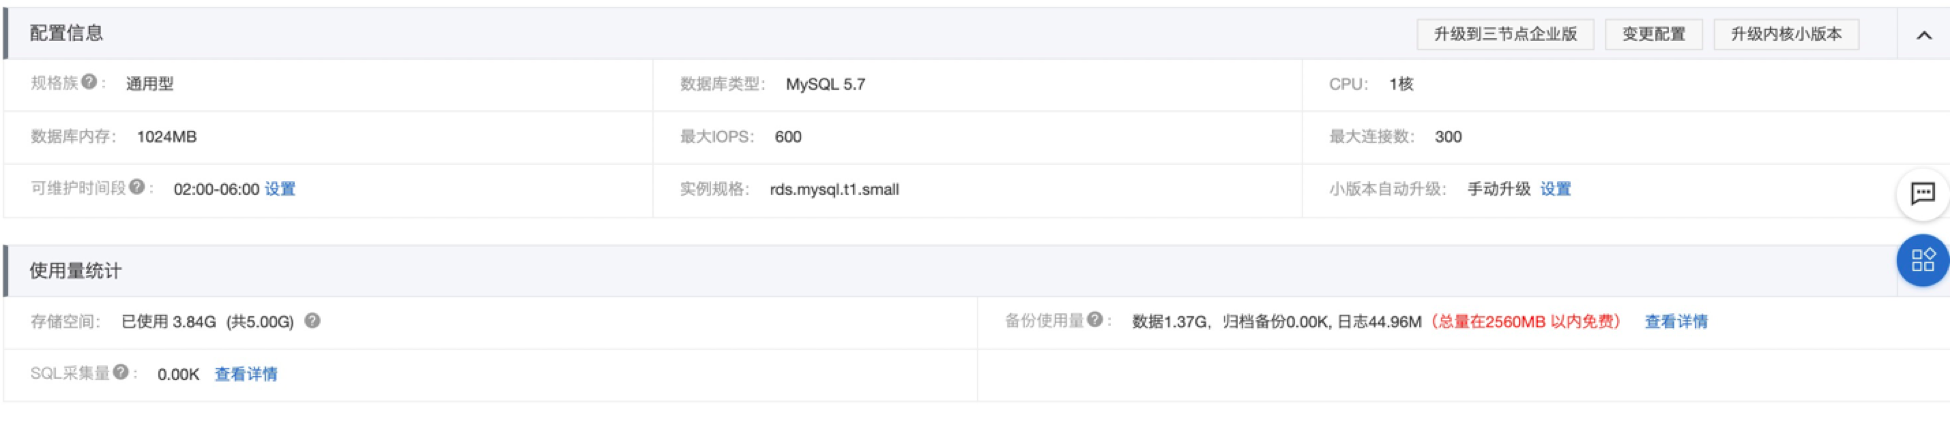 配置信息 升级到三节点企业版 变更配置 升级内核小版本
规格族？： 通用型 数据库类型： MySQL 5.7 CPU： 1核
数据库内存： 1024MB 最大IOPS： 600 最大连接数： 300
可维护时间段？： 02:00-06:00 设置 实例规格： rds.mysql.t1.small 小版本自动升级： 手动升级 设置
使用量统计
存储空间： 已使用 3.84G (共5.00G) ？ 备份使用量？： 数据1.37G，归档备份0.00K, 日志44.96M（总量在2560MB 以内免费） 查看详情
SQL采集量？： 0.00K 查看详情